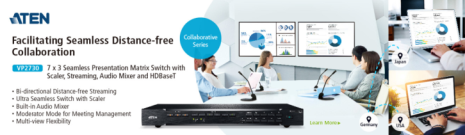 ATEN
Facilitating Seamless Distance-free
Collaboration
Collaborative
Series
VP2730 7 x 3 Seamless Presentation Matrix Switch with
Scaler, Streaming, Audio Mixer and HDBaseT
• Bi-directional Distance-free Streaming
• Ultra Seamless Switch with Scaler
• Built-in Audio Mixer
• Moderator Mode for Meeting Management
• Multi-view Flexibility
ATEN
Learn More
Japan
Germany
USA